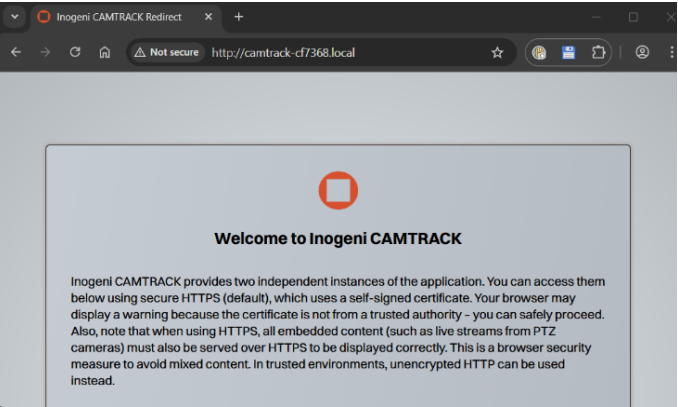 Inogeni CAMTRACK Redirect
Not secure http://camtrack-cf7368.local
Welcome to Inogeni CAMTRACK
Inogeni CAMTRACK provides two independent instances of the application. You can access them
below using secure HTTPS (default), which uses a self-signed certificate. Your browser may
display a warning because the certificate is not from a trusted authority – you can safely proceed.
Also, note that when using HTTPS, all embedded content (such as live streams from PTZ
cameras) must also be served over HTTPS to be displayed correctly. This is a browser security
measure to avoid mixed content. In trusted environments, unencrypted HTTP can be used
instead.